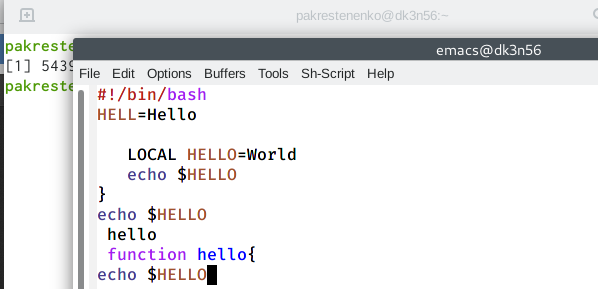 pakrestenenko@dk3n56:~
pakreste
[1] 5439
pakreste
emacs@dk3n56
File Edit Options Buffers Tools Sh-Script Help
#!/bin/bash
HELL=Hello
LOCAL HELLO=World
echo $HELLO
}
echo $HELLO
hello
function hello{
echo $HELLO